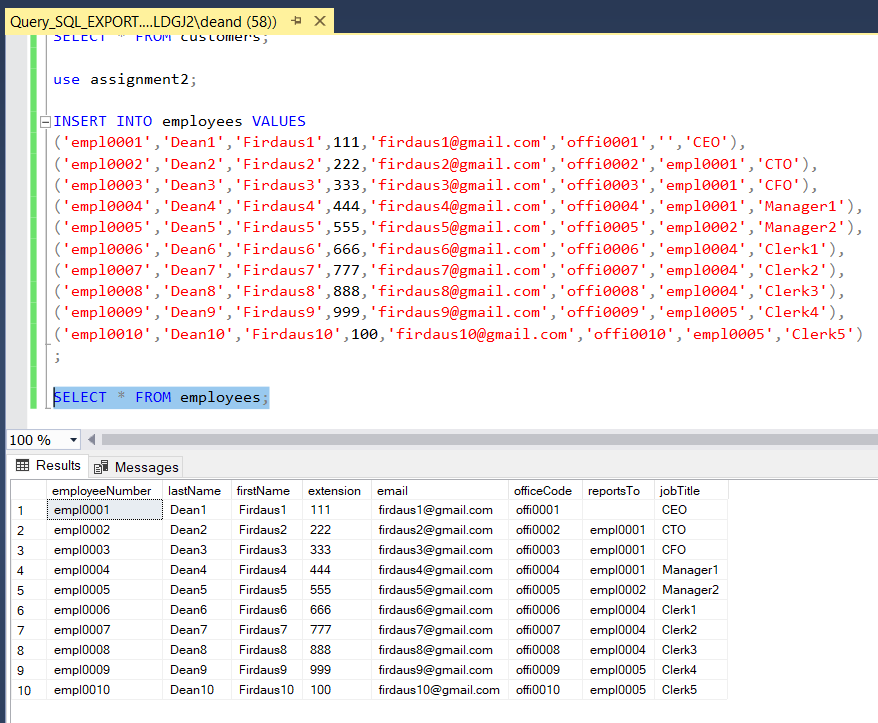 Query_SQL_EXPORT....LDGJ2\deand (58))
SELECT * FROM customers;
use assignment2;
INSERT INTO employees VALUES
('empl0001','Dean1','Firdaus1',111,'firdaus1@gmail.com','offi0001','','CEO'),
('empl0002','Dean2','Firdaus2',222,'firdaus2@gmail.com','offi0002','empl0001','CTO'),
('empl0003','Dean3','Firdaus3',333,'firdaus3@gmail.com','offi0003','empl0001','CFO'),
('empl0004','Dean4','Firdaus4',444,'firdaus4@gmail.com','offi0004','empl0001','Manager1'),
('empl0005','Dean5','Firdaus5',555,'firdaus5@gmail.com','offi0005','empl0002','Manager2'),
('empl0006','Dean6','Firdaus6',666,'firdaus6@gmail.com','offi0006','empl0004','Clerk1'),
('empl0007','Dean7','Firdaus7',777,'firdaus7@gmail.com','offi0007','empl0004','Clerk2'),
('empl0008','Dean8','Firdaus8',888,'firdaus8@gmail.com','offi0008','empl0004','Clerk3'),
('empl0009','Dean9','Firdaus9',999,'firdaus9@gmail.com','offi0009','empl0005','Clerk4'),
('empl0010','Dean10','Firdaus10',100,'firdaus10@gmail.com','offi0010','empl0005','Clerk5')
;
SELECT * FROM employees;
100 %
Results Messages
employeeNumber lastName firstName extension email officeCode reportsTo jobTitle
1 empl0001 Dean1 Firdaus1 111 firdaus1@gmail.com offi0001 CEO
2 empl0002 Dean2 Firdaus2 222 firdaus2@gmail.com offi0002 empl0001 CTO
3 empl0003 Dean3 Firdaus3 333 firdaus3@gmail.com offi0003 empl0001 CFO
4 empl0004 Dean4 Firdaus4 444 firdaus4@gmail.com offi0004 empl0001 Manager1
5 empl0005 Dean5 Firdaus5 555 firdaus5@gmail.com offi0005 empl0002 Manager2
6 empl0006 Dean6 Firdaus6 666 firdaus6@gmail.com offi0006 empl0004 Clerk1
7 empl0007 Dean7 Firdaus7 777 firdaus7@gmail.com offi0007 empl0004 Clerk2
8 empl0008 Dean8 Firdaus8 888 firdaus8@gmail.com offi0008 empl0004 Clerk3
9 empl0009 Dean9 Firdaus9 999 firdaus9@gmail.com offi0009 empl0005 Clerk4
10 empl0010 Dean10 Firdaus10 100 firdaus10@gmail.com offi0010 empl0005 Clerk5